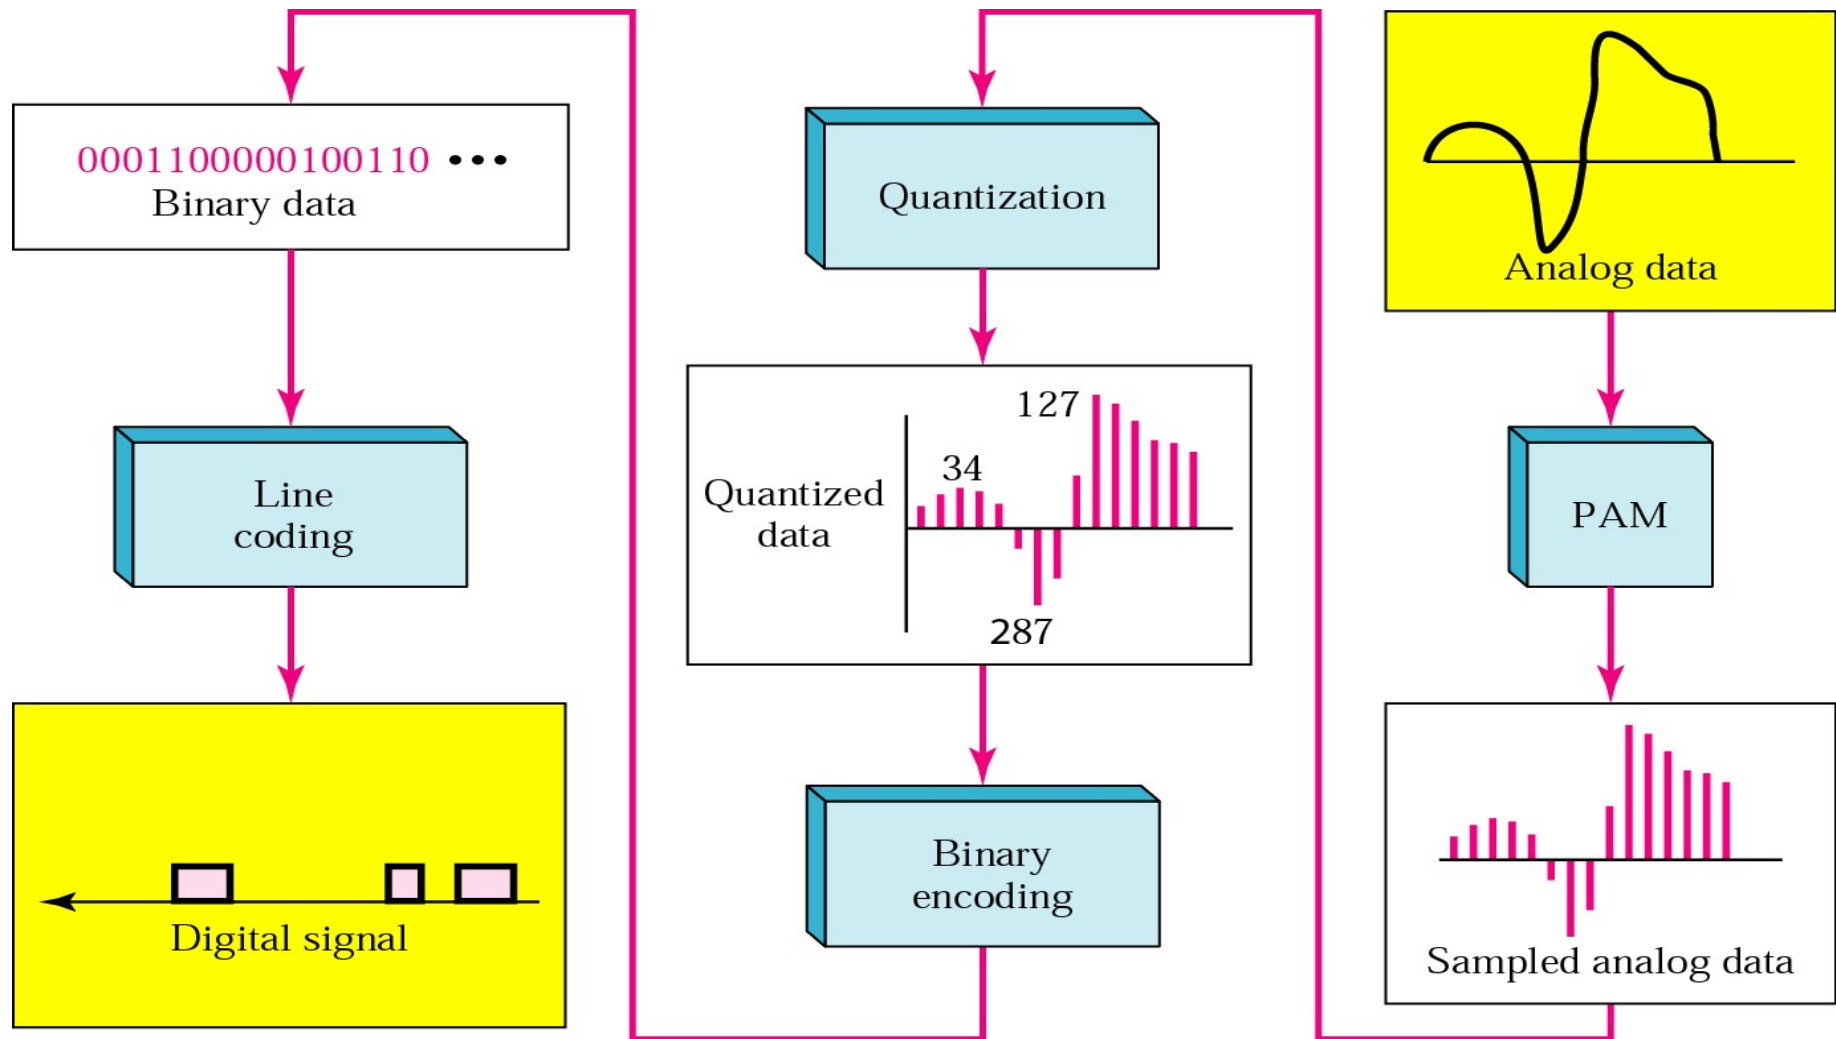 0001100000100110 •••
Binary data
Line
coding
Digital signal
Quantization
127
34
Quantized
data
287
Binary
encoding
Analog data
PAM
Sampled analog data